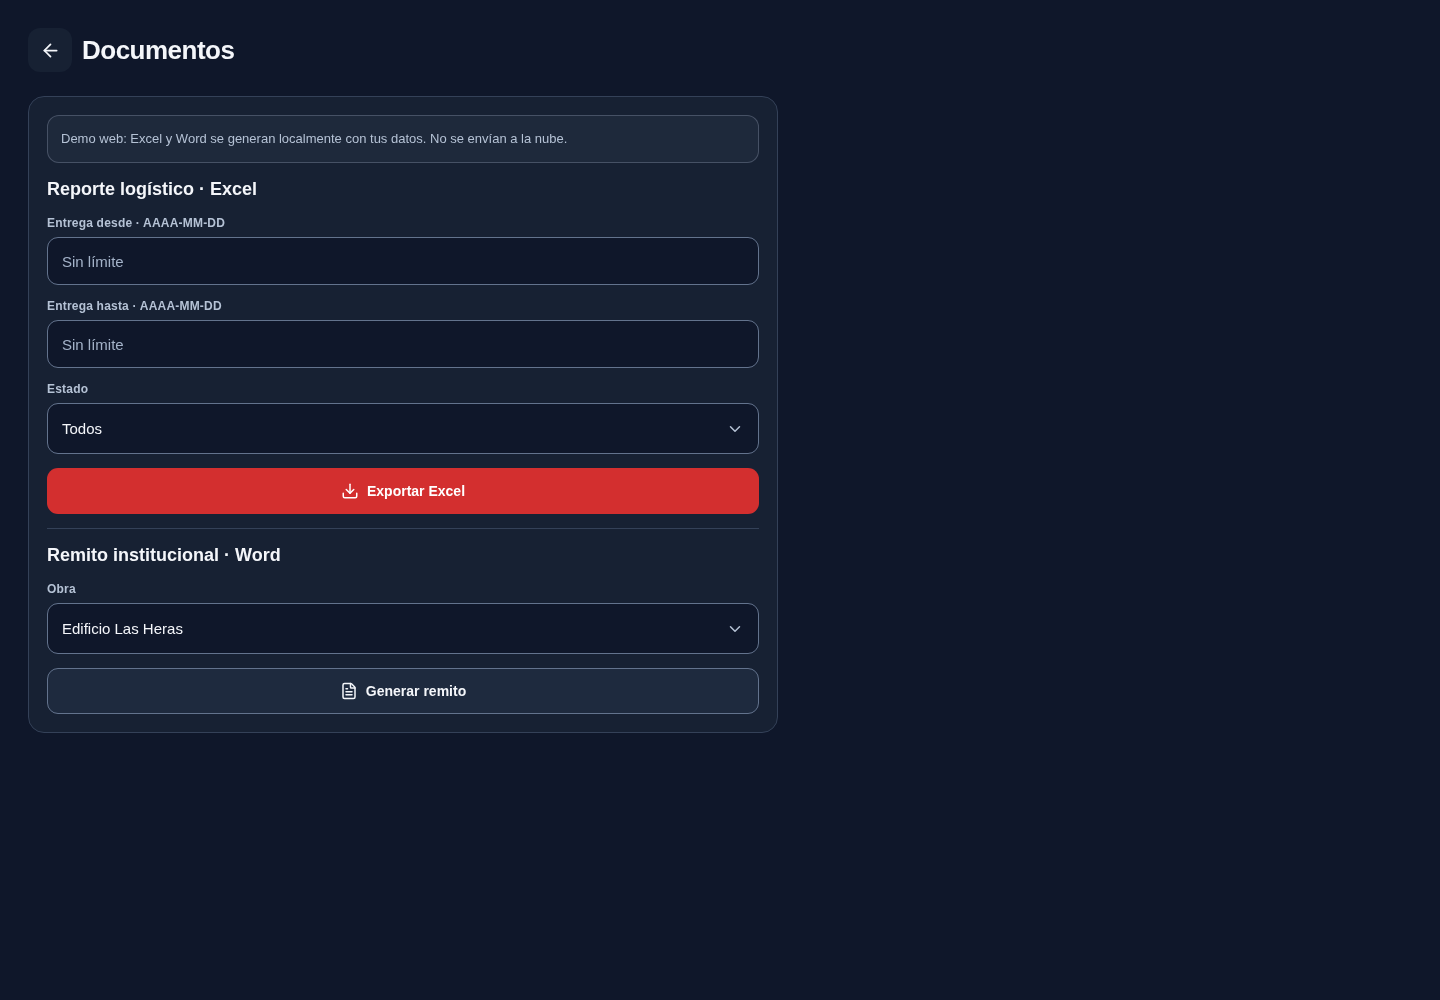 Documentos
Demo web: Excel y Word se generan localmente con tus datos. No se envían a la nube.
Reporte logístico · Excel
Entrega desde · AAAA-MM-DD
Sin límite
Entrega hasta · AAAA-MM-DD
Sin límite
Estado
Todos
Exportar Excel
Remito institucional · Word
Obra
Edificio Las Heras
Generar remito